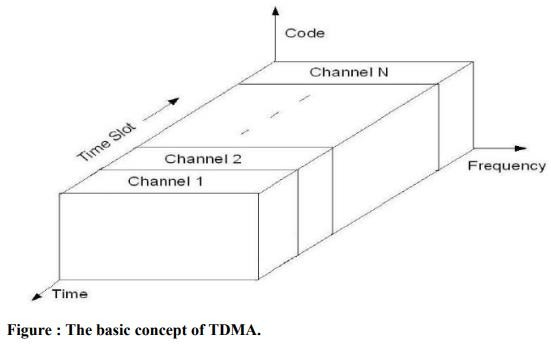 Code
Channel N
Time Slot
Channel 2
Frequency
Channel 1
Time
Figure : The basic concept of TDMA.